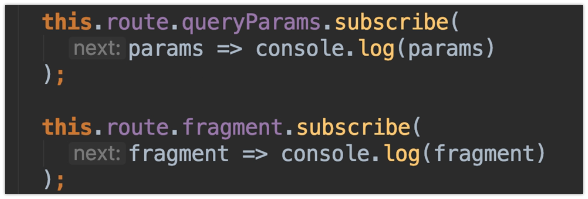 this.route.queryParams.subscribe(
next: params => console.log(params)
);
this.route.fragment.subscribe(
next: fragment => console.log(fragment)
);